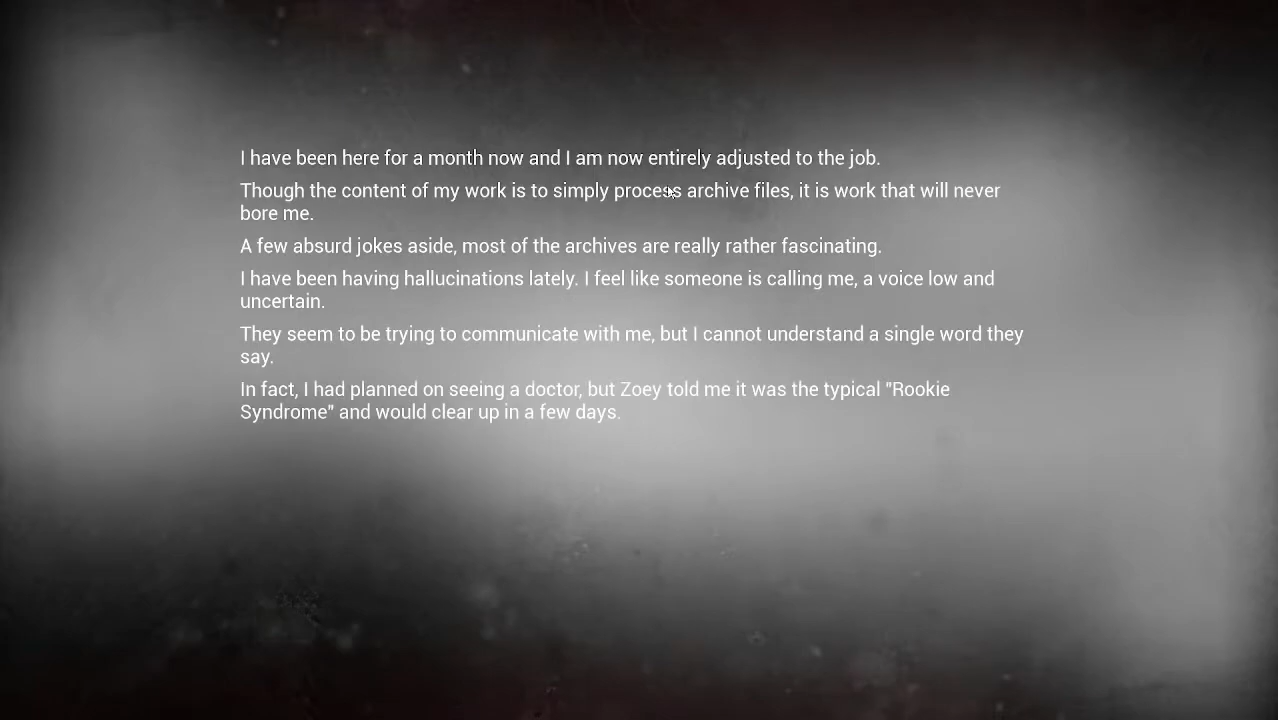 I have been here for a month now and I am now entirely adjusted to the job.
Though the content of my work is to simply process archive files, it is work that will never
bore me.
A few absurd jokes aside, most of the archives are really rather fascinating.
I have been having hallucinations lately. I feel like someone is calling me, a voice low and
uncertain.
They seem to be trying to communicate with me, but I cannot understand a single word they
say.
In fact, I had planned on seeing a doctor, but Zoey told me it was the typical "Rookie
Syndrome" and would clear up in a few days.